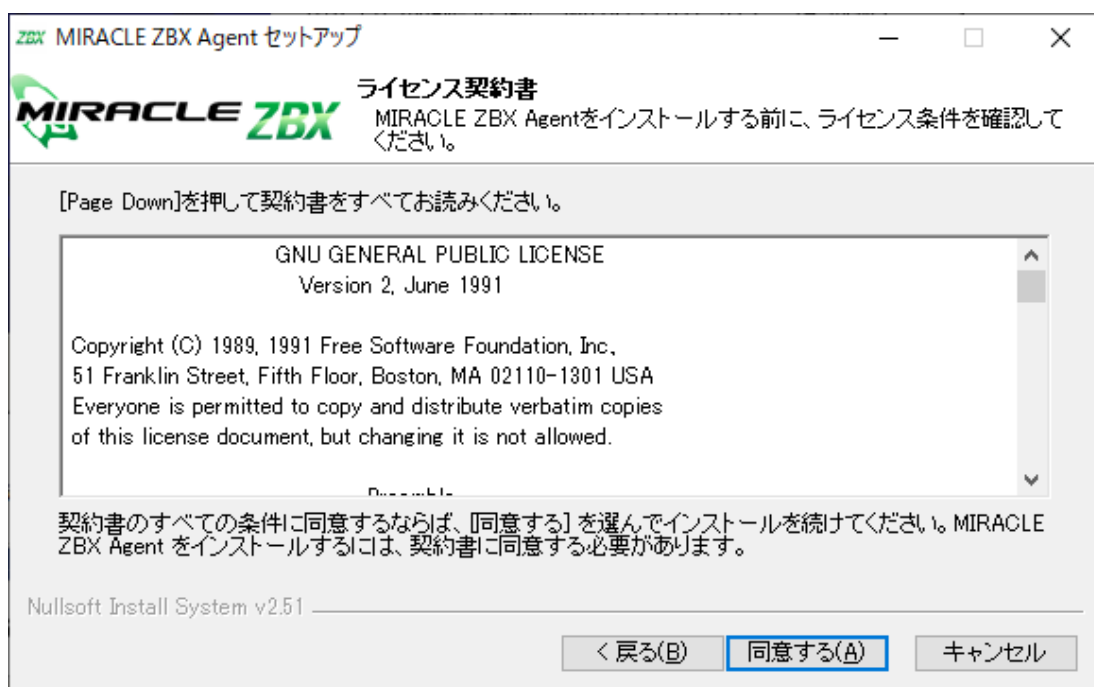 ZBX MIRACLE ZBX Agent セットアップ
MIRACLE ZBX
ライセンス契約書
MIRACLE ZBX Agentをインストールする前に、ライセンス条件を確認して
ください。
[Page Down]を押して契約書をすべてお読みください。
GNU GENERAL PUBLIC LICENSE
Version 2, June 1991
Copyright (C) 1989, 1991 Free Software Foundation, Inc.,
51 Franklin Street, Fifth Floor, Boston, MA 02110-1301 USA
Everyone is permitted to copy and distribute verbatim copies
of this license document, but changing it is not allowed.
Preamble
契約書のすべての条件に同意するならば、[同意する] を選んでインストールを続けてください。MIRACLE
ZBX Agent をインストールするには、契約書に同意する必要があります。
Nullsoft Install System v2.51
< 戻る(B)
同意する(A)
キャンセル